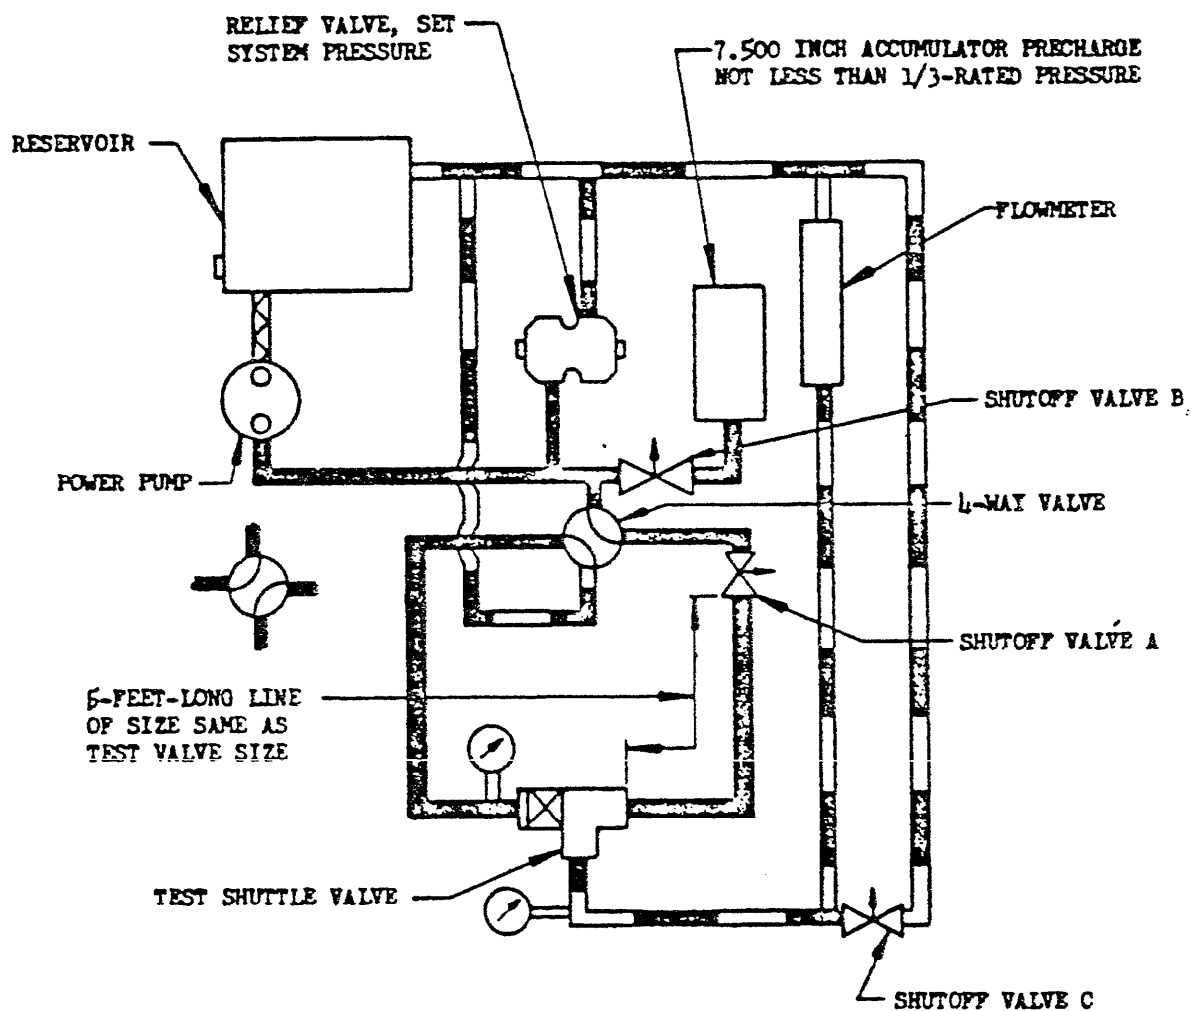 RELIEF VALVE, SET
SYSTEM PRESSURE
7.500 INCH ACCUMULATOR PRECHARGE
NOT LESS THAN 1/3-RATED PRESSURE
RESERVOIR
FLOWMETER
SHUTOFF VALVE B
POWER PUMP
4-WAY VALVE
SHUTOFF VALVE A
5-FEET-LONG LINE
OF SIZE SAME AS
TEST VALVE SIZE
TEST SHUTTLE VALVE
SHUTOFF VALVE C